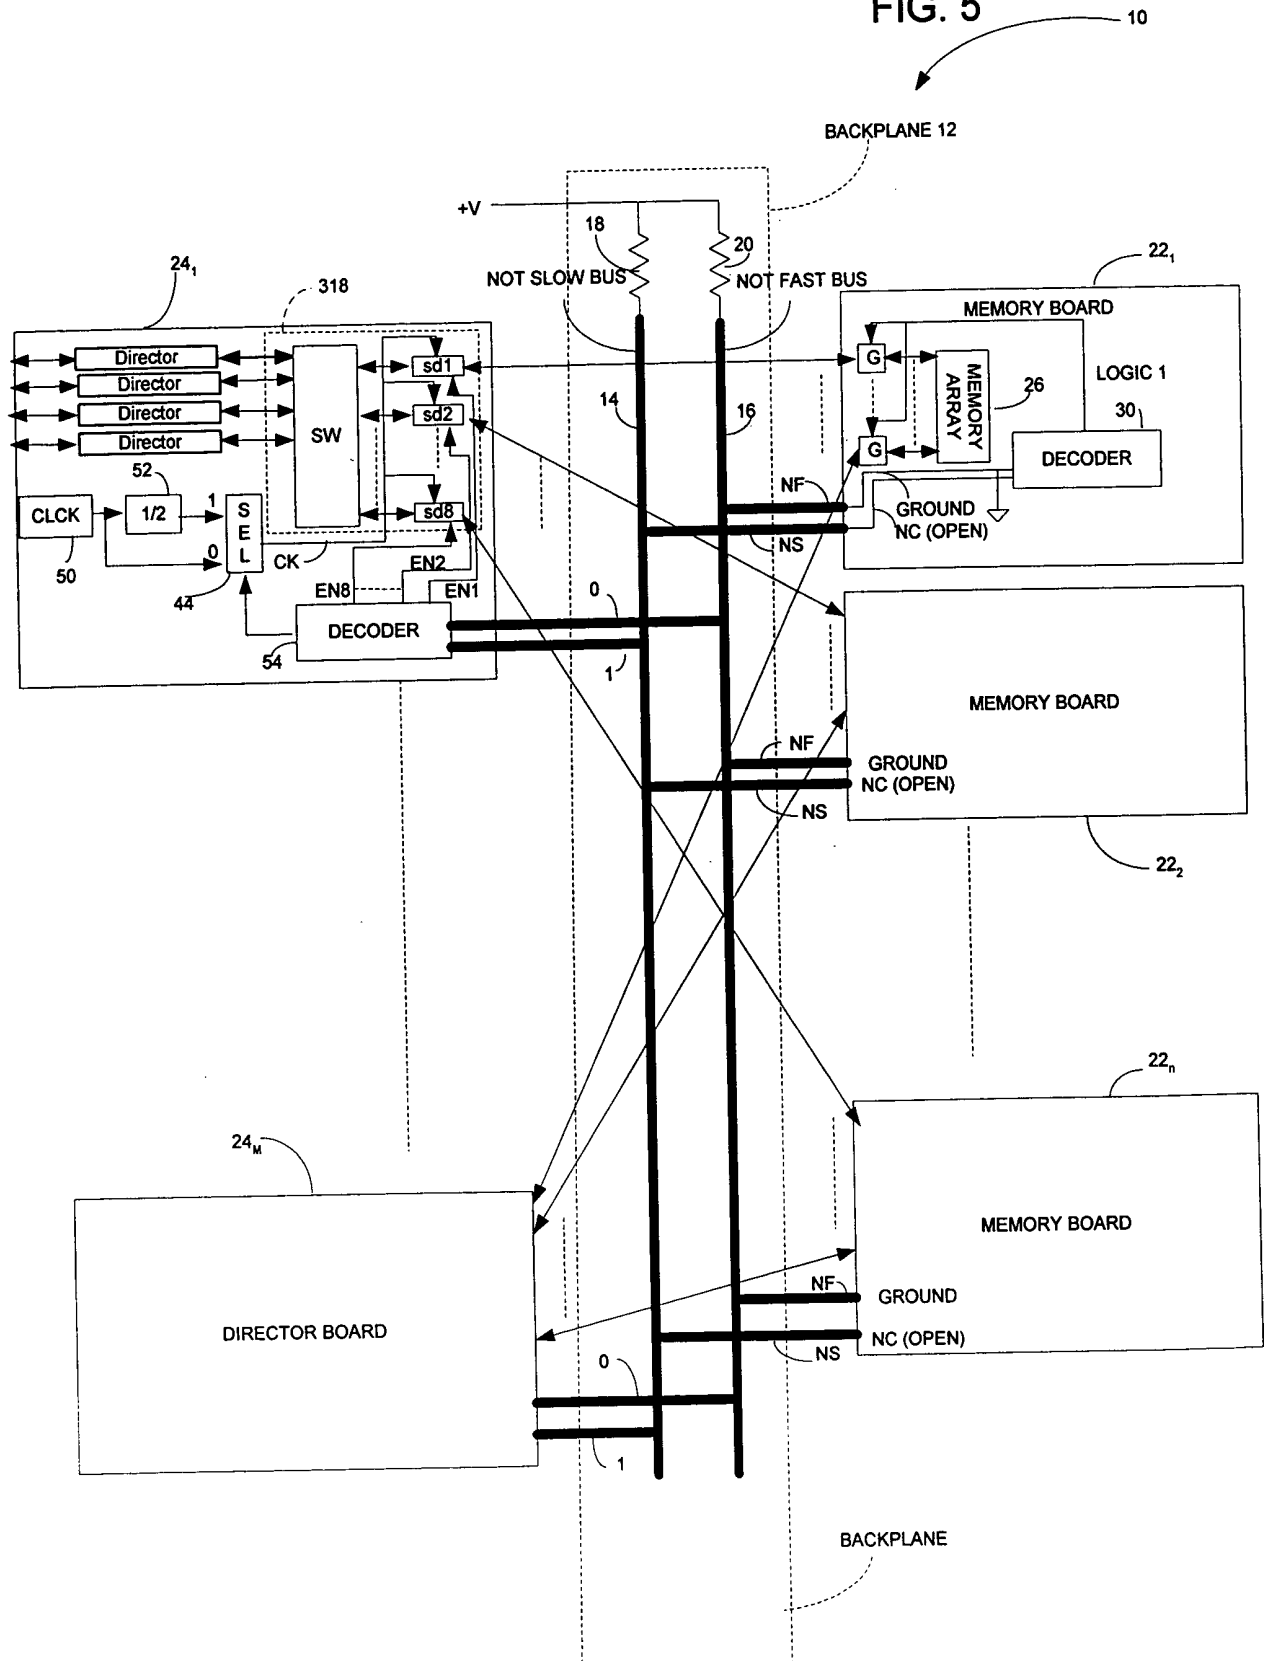 FIG. 5
10
BACKPLANE 12
+V
18
20
NOT SLOW BUS
NOT FAST BUS
24₁
318
22₁
MEMORY BOARD
Director
Director
Director
Director
SW
sd1
sd2
sd8
14
16
G
G
MEMORY ARRAY
26
LOGIC 1
30
DECODER
52
CLCK
1/2
1
0
SEL
50
44
CK
EN8
EN2
EN1
DECODER
54
NF
NS
GROUND
NC (OPEN)
0
1
MEMORY BOARD
NF
GROUND
NC (OPEN)
NS
22₂
22ₙ
24M
MEMORY BOARD
DIRECTOR BOARD
NF
GROUND
NC (OPEN)
NS
0
1
BACKPLANE